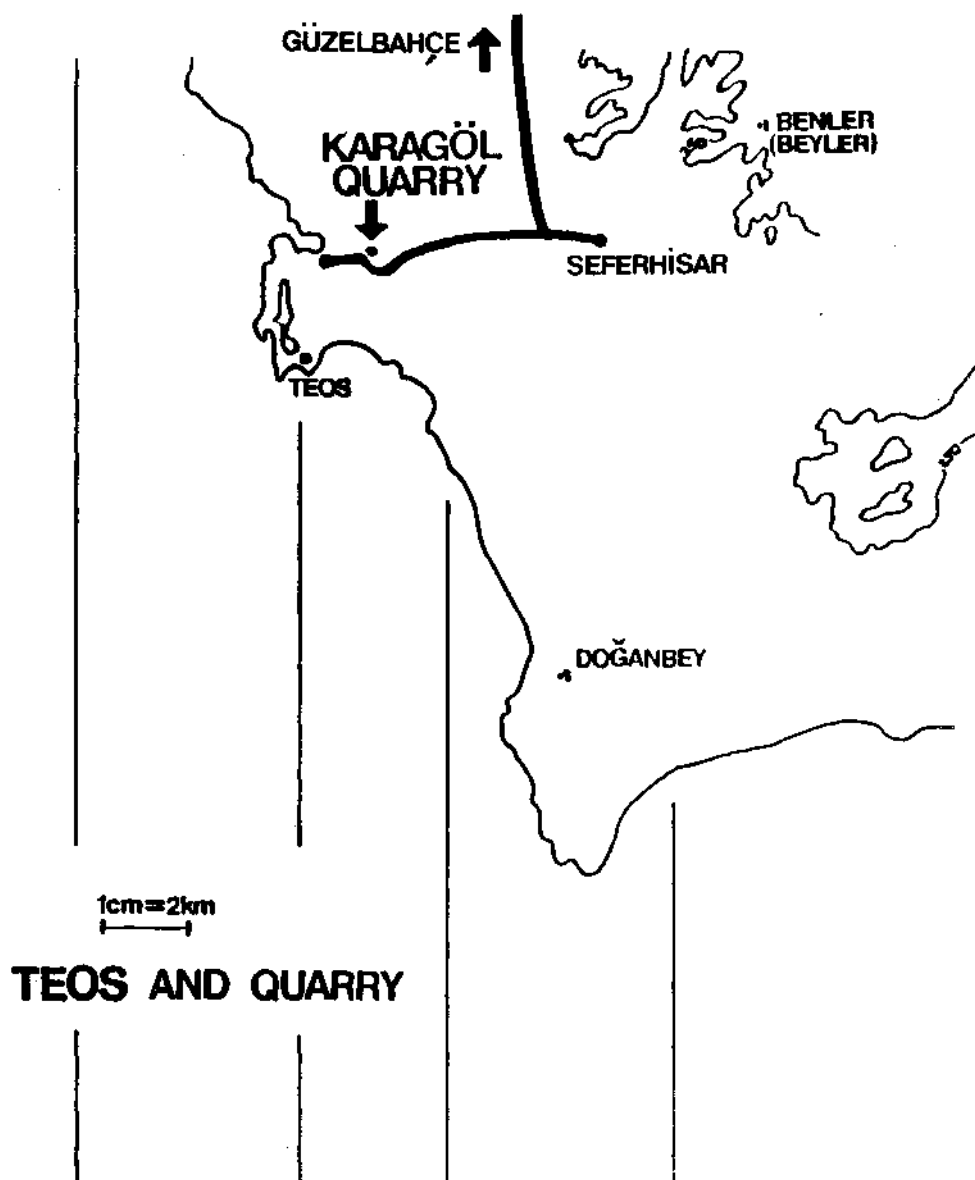 GÜZELBAHÇE
KARAGÖL
QUARRY
BENLER
(BEYLER)
SEFERHİSAR
TEOS
DOĞANBEY
1cm=2km
TEOS AND QUARRY